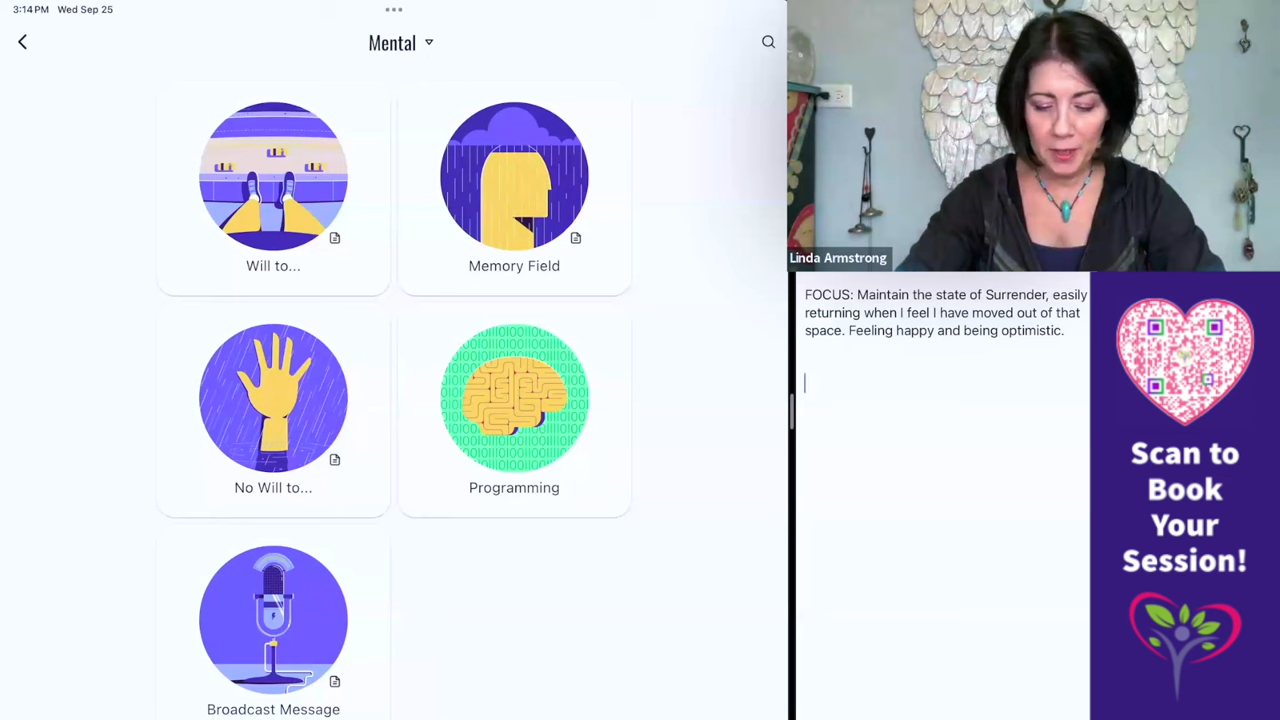 3:14 PM Wed Sep 25
Mental
Will to...
Memory Field
No Will to...
Programming
Broadcast Message
Linda Armstrong
FOCUS: Maintain the state of Surrender, easily
returning when I feel I have moved out of that
space. Feeling happy and being optimistic.
Scan to
Book
Your
Session!